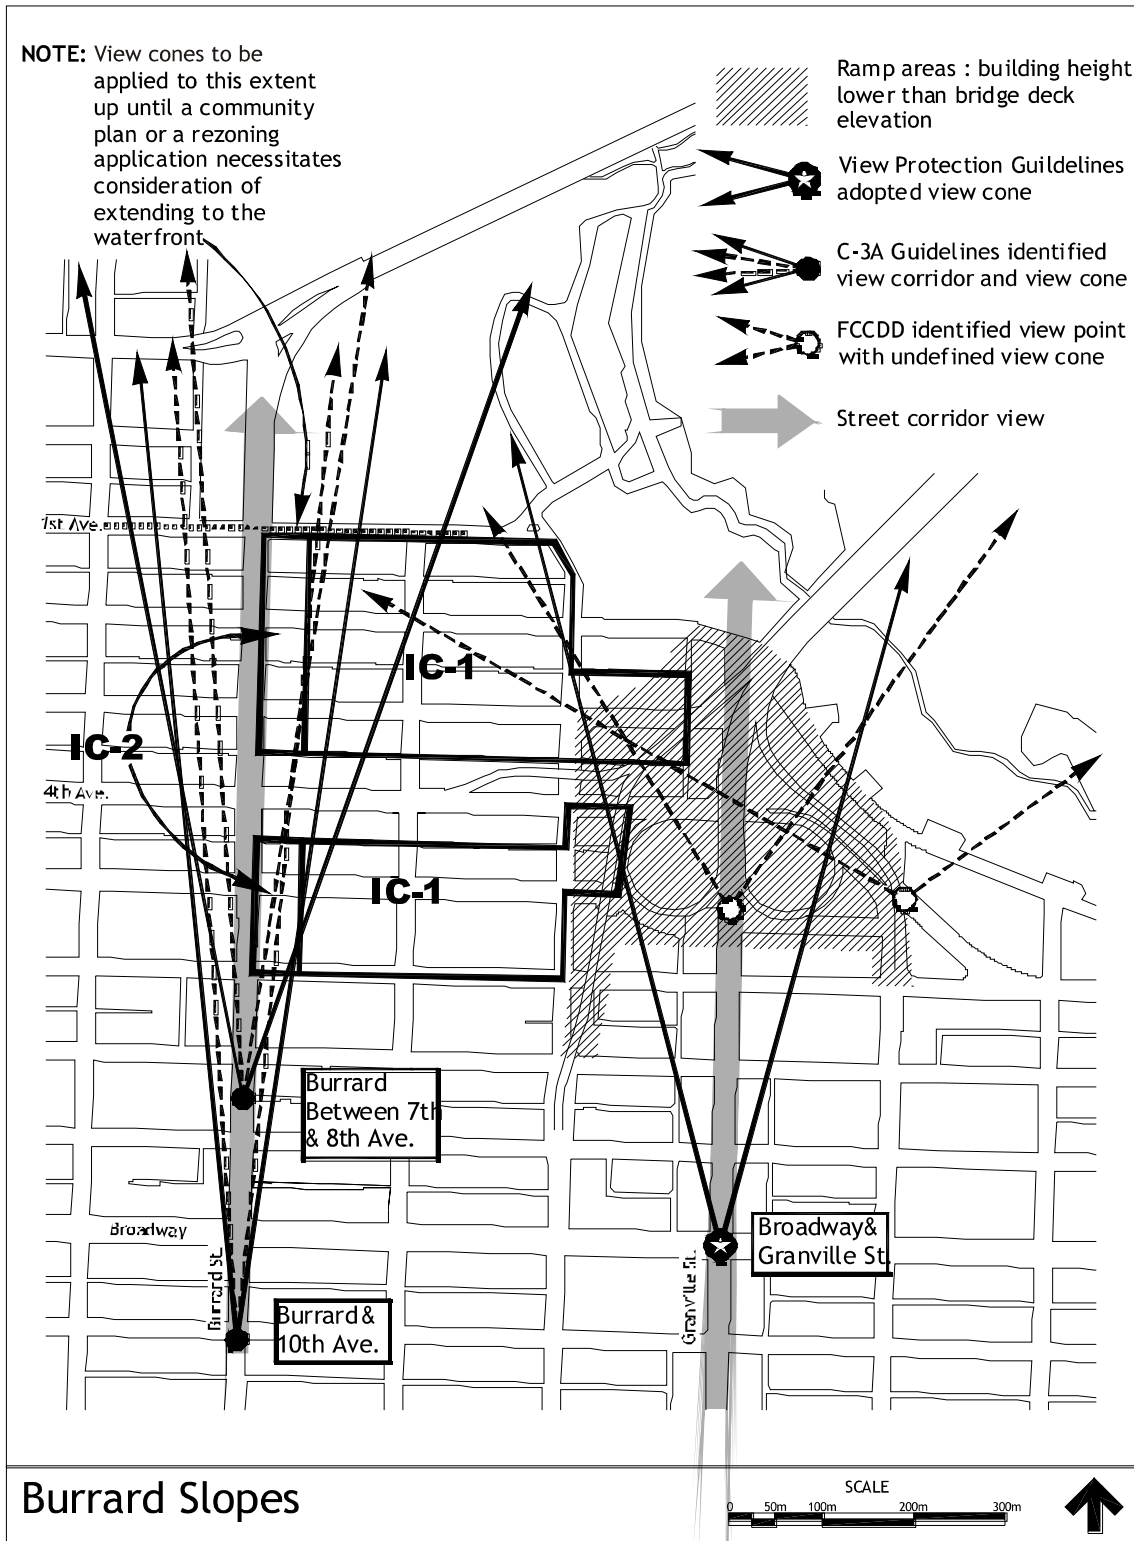 NOTE: View cones to be
applied to this extent
up until a community
plan or a rezoning
application necessitates
consideration of
extending to the
waterfront
Ramp areas : building height
lower than bridge deck
elevation
View Protection Guildelines
adopted view cone
C-3A Guidelines identified
view corridor and view cone
FCCDD identified view point
with undefined view cone
Street corridor view
1st Ave.
IC-1
IC-2
4th Ave.
IC-1
Burrard
Between 7th
& 8th Ave.
Broadway
Burrard St.
Granville St.
Broadway&
Granville St.
Burrard &
10th Ave.
Burrard Slopes
SCALE
0 50m 100m 200m 300m